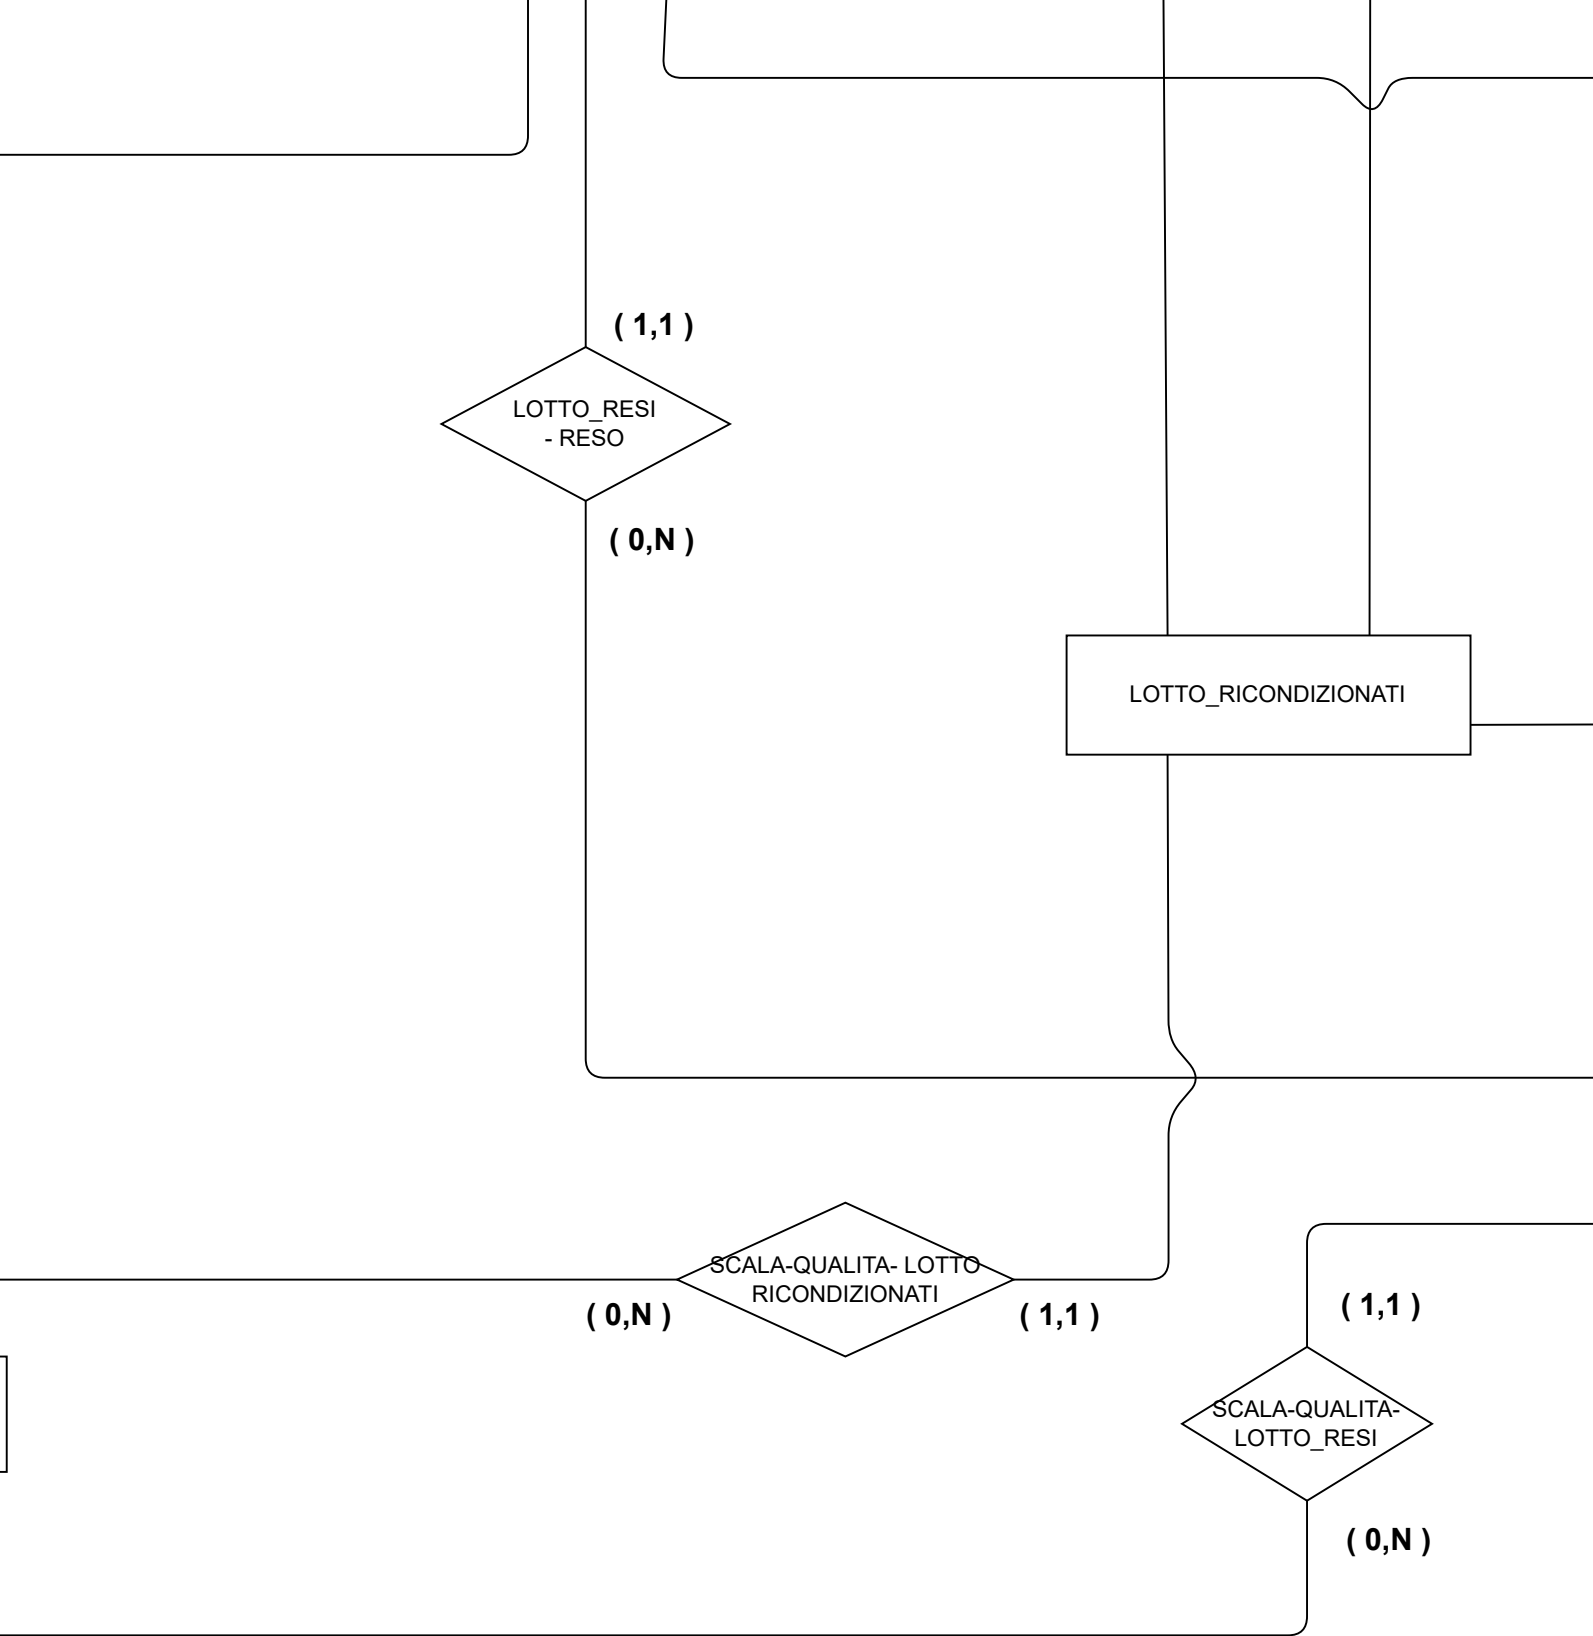 ( 1,1 )
LOTTO_RESI
- RESO
( 0,N )
LOTTO_RICONDIZIONATI
SCALA-QUALITA- LOTTO
RICONDIZIONATI
( 0,N )
( 1,1 )
( 1,1 )
SCALA-QUALITA-
LOTTO_RESI
( 0,N )